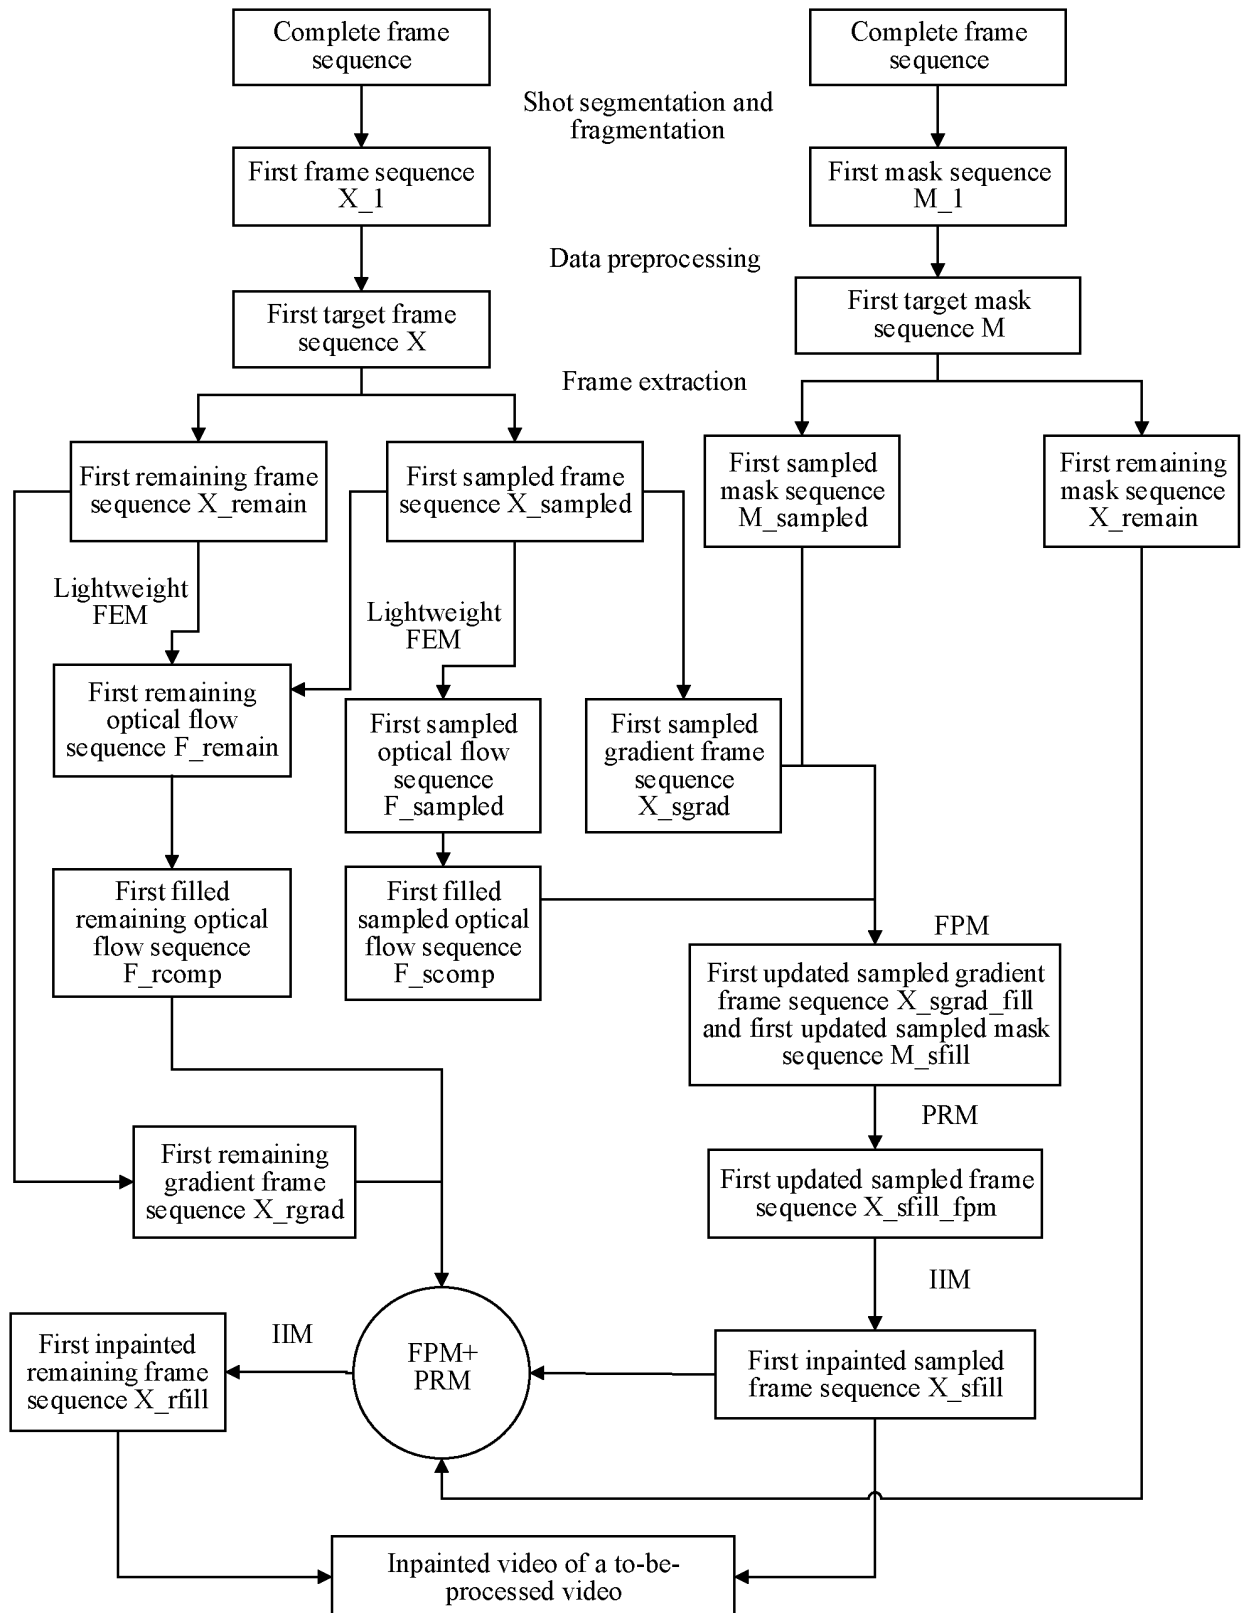 Complete frame
sequence
Complete frame
sequence
Shot segmentation and
fragmentation
First frame sequence
X_1
First mask sequence
M_1
Data preprocessing
First target frame
sequence X
First target mask
sequence M
Frame extraction
First remaining frame
sequence X_remain
First sampled frame
sequence X_sampled
First sampled
mask sequence
M_sampled
First remaining
mask sequence
X_remain
Lightweight
FEM
Lightweight
FEM
First remaining
optical flow
sequence F_remain
First sampled
optical flow
sequence
F_sampled
First sampled
gradient frame
sequence
X_sgrad
First filled
remaining optical
flow sequence
F_rcomp
First filled
sampled optical
flow sequence
F_scomp
FPM
First updated sampled gradient
frame sequence X_sgrad_fill
and first updated sampled mask
sequence M_sfill
PRM
First remaining
gradient frame
sequence X_rgrad
First updated sampled frame
sequence X_sfill_fpm
IIM
First inpainted
remaining frame
sequence X_rfill
IIM
FPM+
PRM
First inpainted sampled
frame sequence X_sfill
Inpainted video of a to-be-
processed video